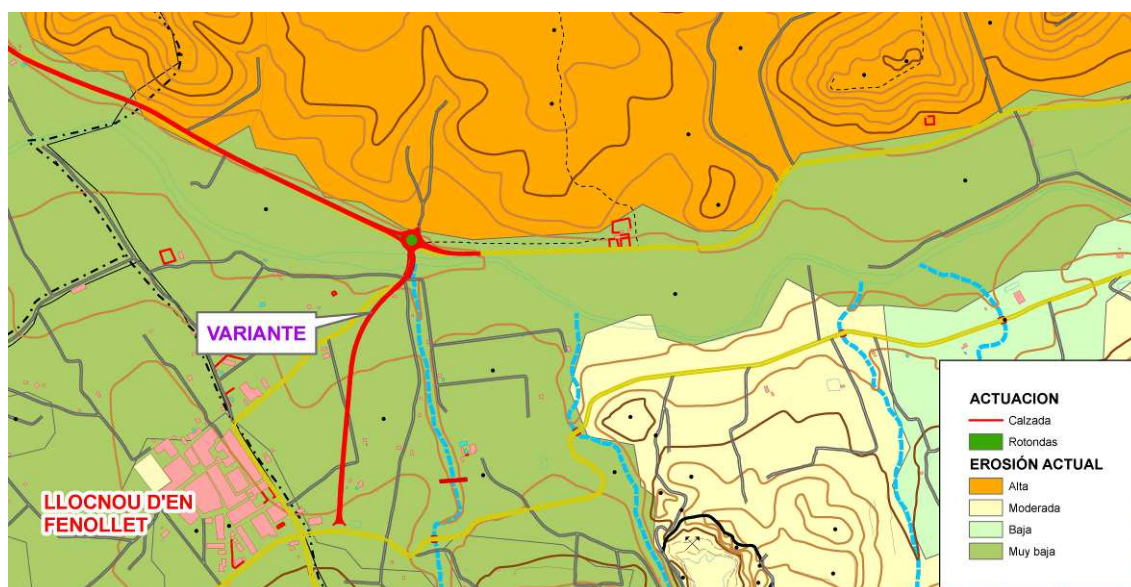 VARIANTE
LLOCNOU D'EN
FENOLLET
ACTUACION
Calzada
Rotondas
EROSIÓN ACTUAL
Alta
Moderada
Baja
Muy baja